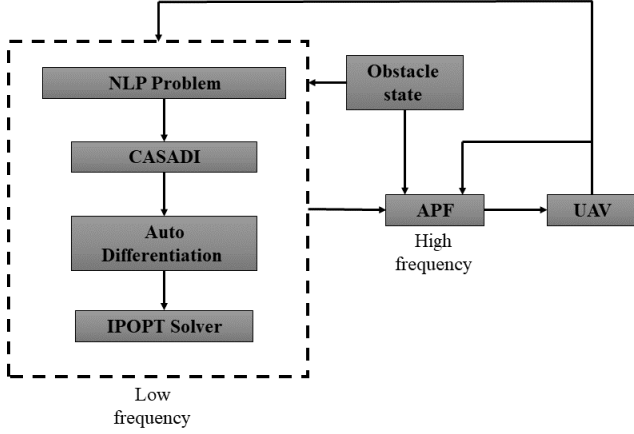 NLP Problem
CASADI
Auto
Differentiation
IPOPT Solver
Low
frequency
Obstacle
state
APF
High
frequency
UAV